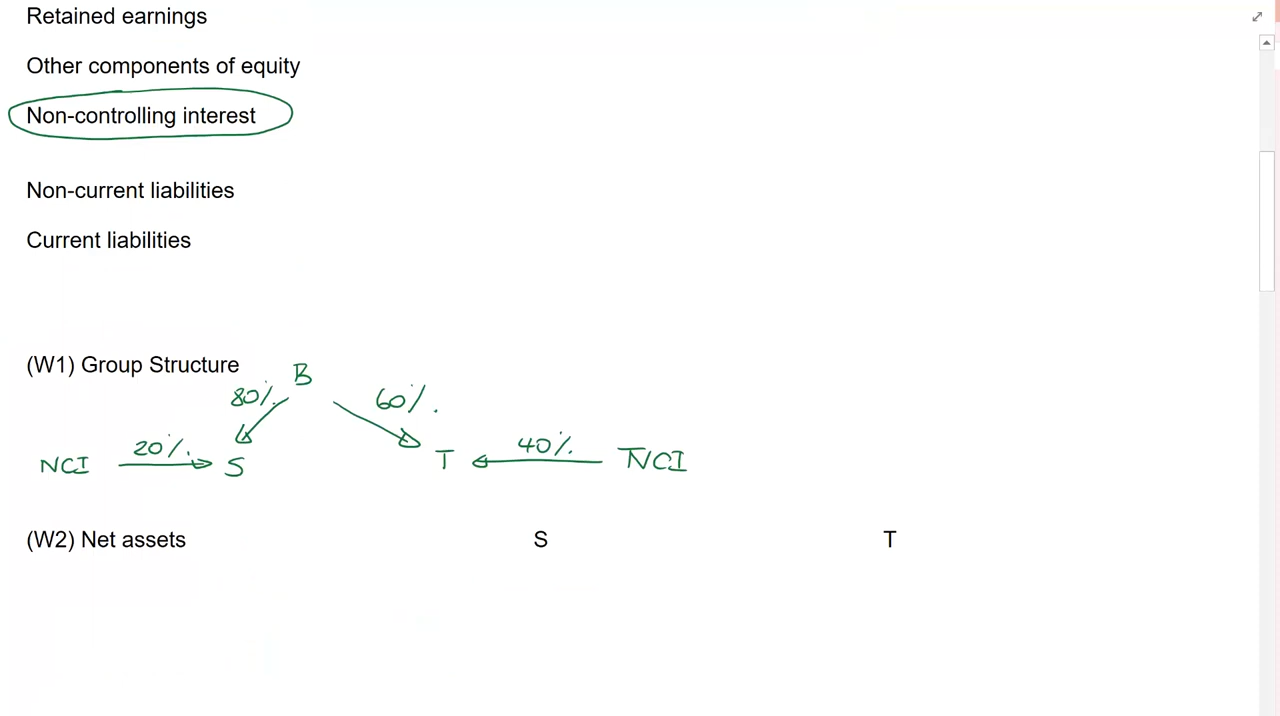 Retained earnings
Other components of equity
Non-controlling interest
Non-current liabilities
Current liabilities
(W1) Group Structure
B
80%. 60%.
20%. 40%.
NCI S T NCI
(W2) Net assets S T